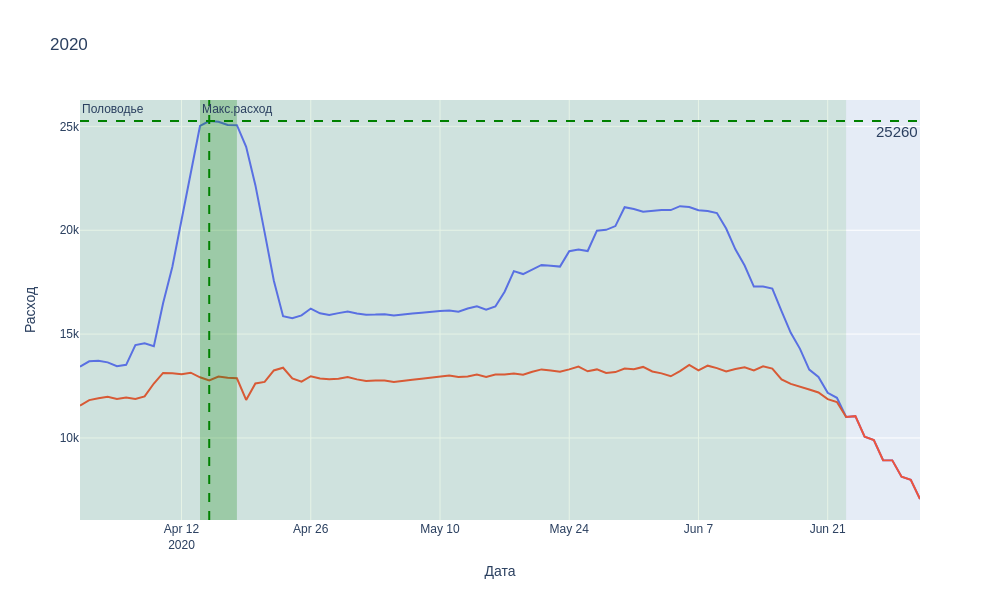 2020
Половодье
Макс.расход
25260
25k
20k
15k
10k
Расход
Apr 12
2020
Apr 26
May 10
May 24
Jun 7
Jun 21
Дата